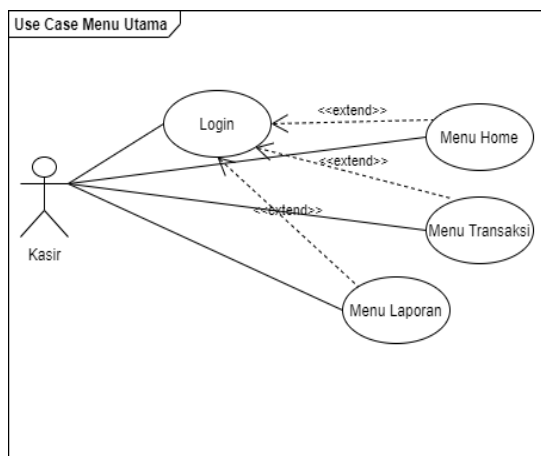 Use Case Menu Utama
<<extend>>
Login
Menu Home
<<extend>>
<<extend>>
Menu Transaksi
Kasir
Menu Laporan